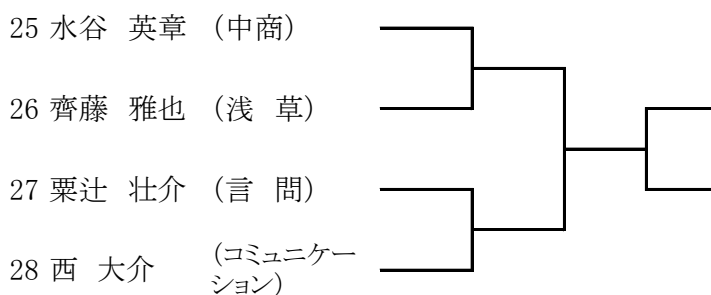 25 水谷 英章 (中商)
26 齊藤 雅也 (浅 草)
27 粟辻 壮介 (言 問)
28 西 大介 (コミュニケー
ション)